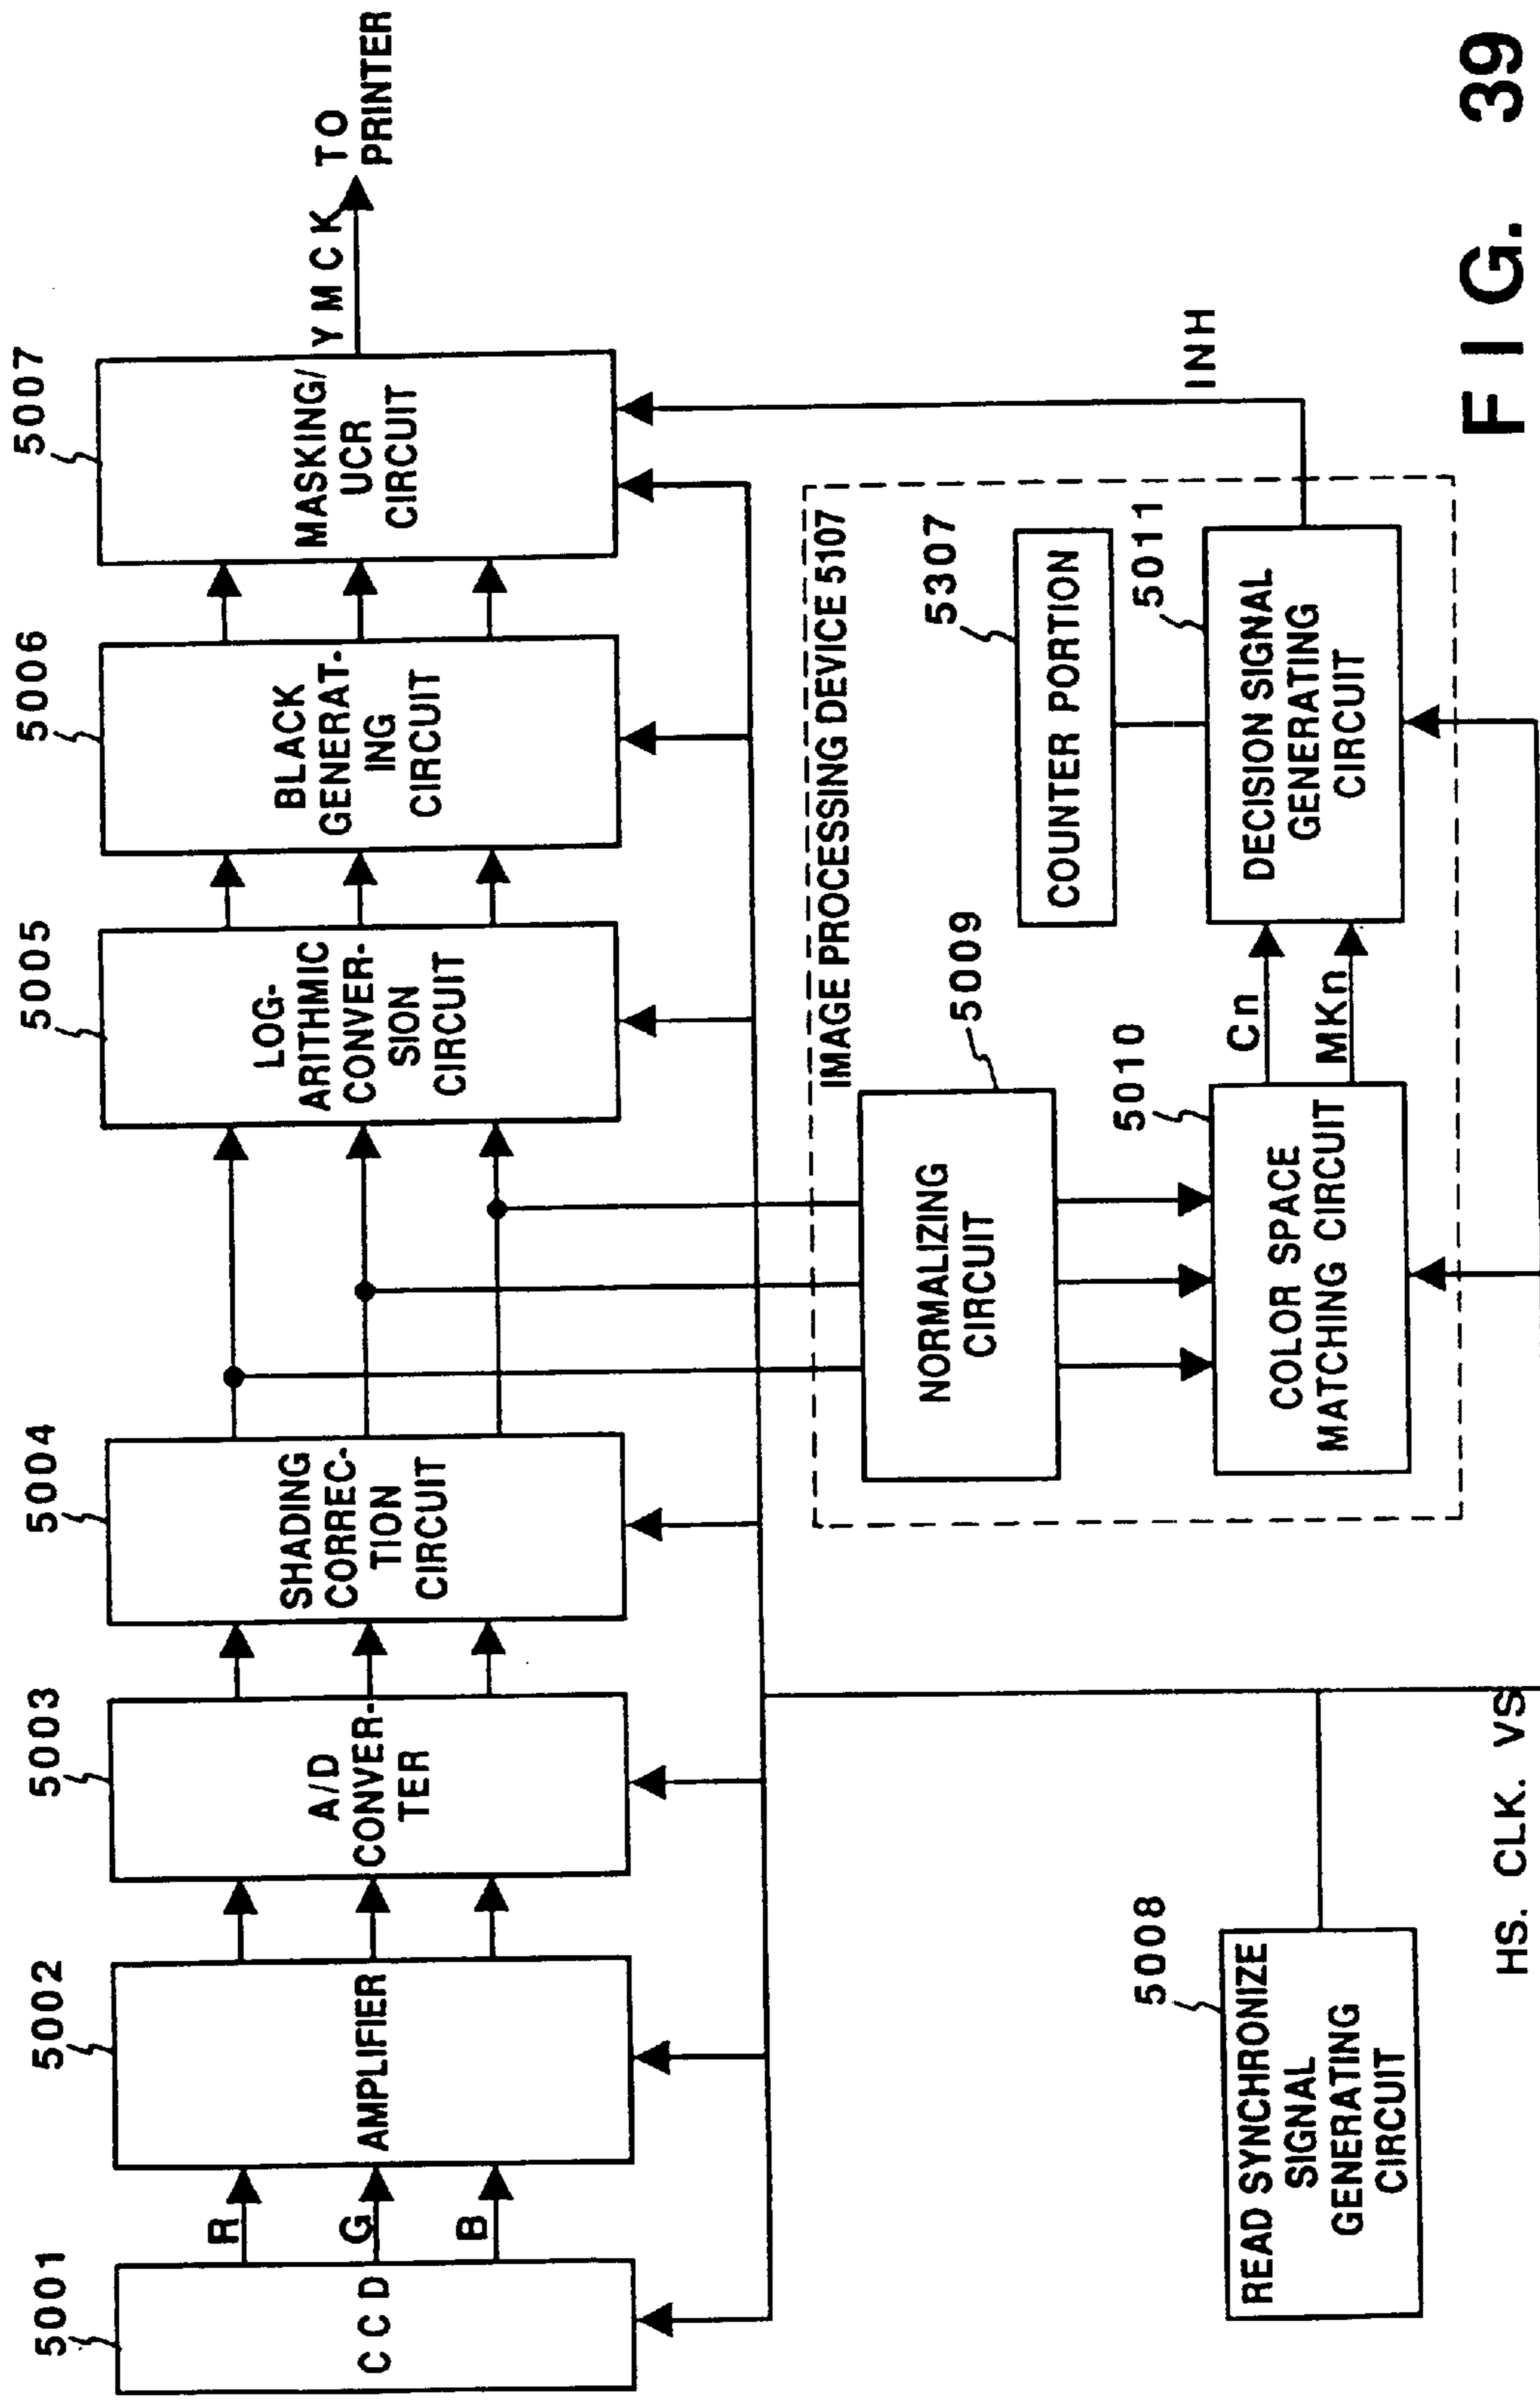 5001
CCD
R
G
B
5002
AMPLIFIER
5003
A/D
CONVER-
TER
5004
SHADING
CORREC-
TION
CIRCUIT
5005
LOG-
ARITHMIC
CONVER-
SION
CIRCUIT
5006
BLACK
GENERAT-
ING
CIRCUIT
5007
MASKING/
UCR
CIRCUIT
Y M C K
TO
PRINTER
IMAGE PROCESSING DEVICE 5107
5009
NORMALIZING
CIRCUIT
5307
COUNTER PORTION
5010
COLOR SPACE
MATCHING CIRCUIT
Cn
MKn
5011
DECISION SIGNAL
GENERATING
CIRCUIT
INH
5008
READ SYNCHRONIZE
SIGNAL
GENERATING
CIRCUIT
HS. CLK. VS
FIG. 39